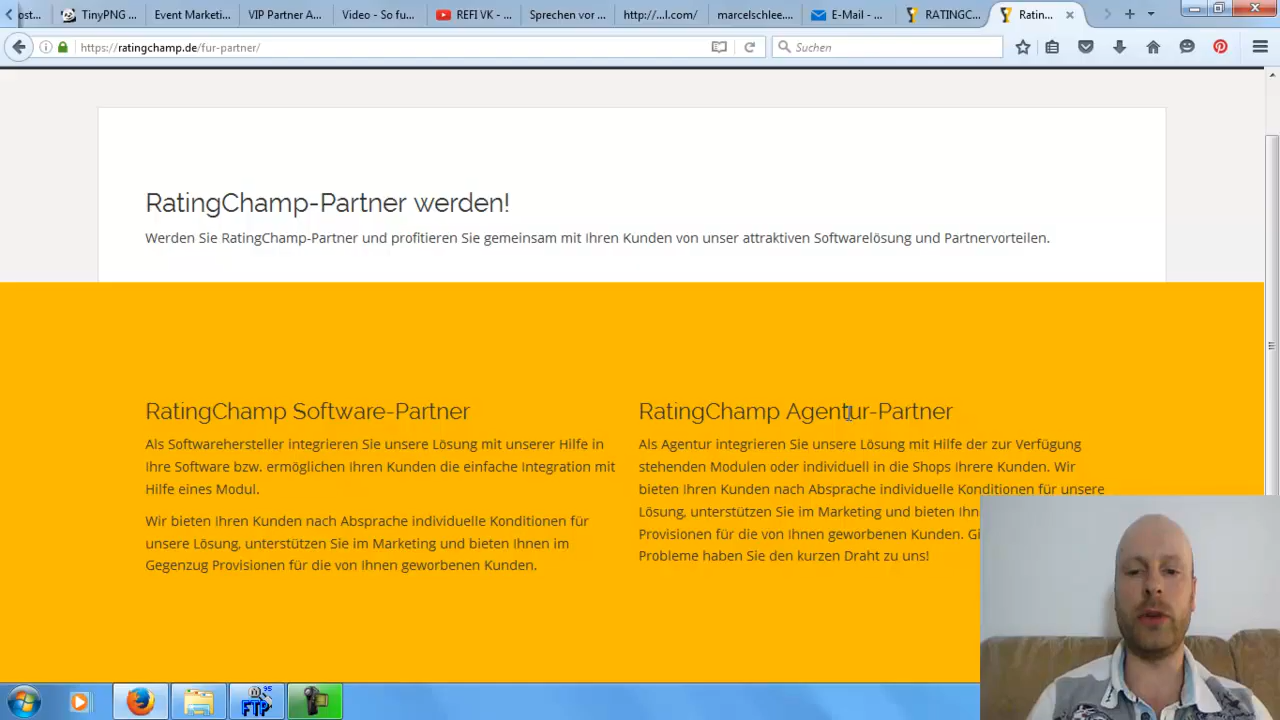 ost...
TinyPNG ...
Event Marketi...
VIP Partner A...
Video - So fu...
REFI VK - ...
Sprechen vor ...
http://...l.com/
marcelschlee....
E-Mail - ...
RATINGC...
Ratin...
https://ratingchamp.de/fur-partner/
Suchen
RatingChamp-Partner werden!
Werden Sie RatingChamp-Partner und profitieren Sie gemeinsam mit Ihren Kunden von unser attraktiven Softwarelösung und Partnervorteilen.
RatingChamp Software-Partner
Als Softwarehersteller integrieren Sie unsere Lösung mit unserer Hilfe in
Ihre Software bzw. ermöglichen Ihren Kunden die einfache Integration mit
Hilfe eines Modul.
Wir bieten Ihren Kunden nach Absprache individuelle Konditionen für
unsere Lösung, unterstützen Sie im Marketing und bieten Ihnen im
Gegenzug Provisionen für die von Ihnen geworbenen Kunden.
RatingChamp Agentur-Partner
Als Agentur integrieren Sie unsere Lösung mit Hilfe der zur Verfügung
stehenden Modulen oder individuell in die Shops Ihrere Kunden. Wir
bieten Ihren Kunden nach Absprache individuelle Konditionen für unsere
Lösung, unterstützen Sie im Marketing und bieten Ihn
Provisionen für die von Ihnen geworbenen Kunden. Gi
Probleme haben Sie den kurzen Draht zu uns!
FTP